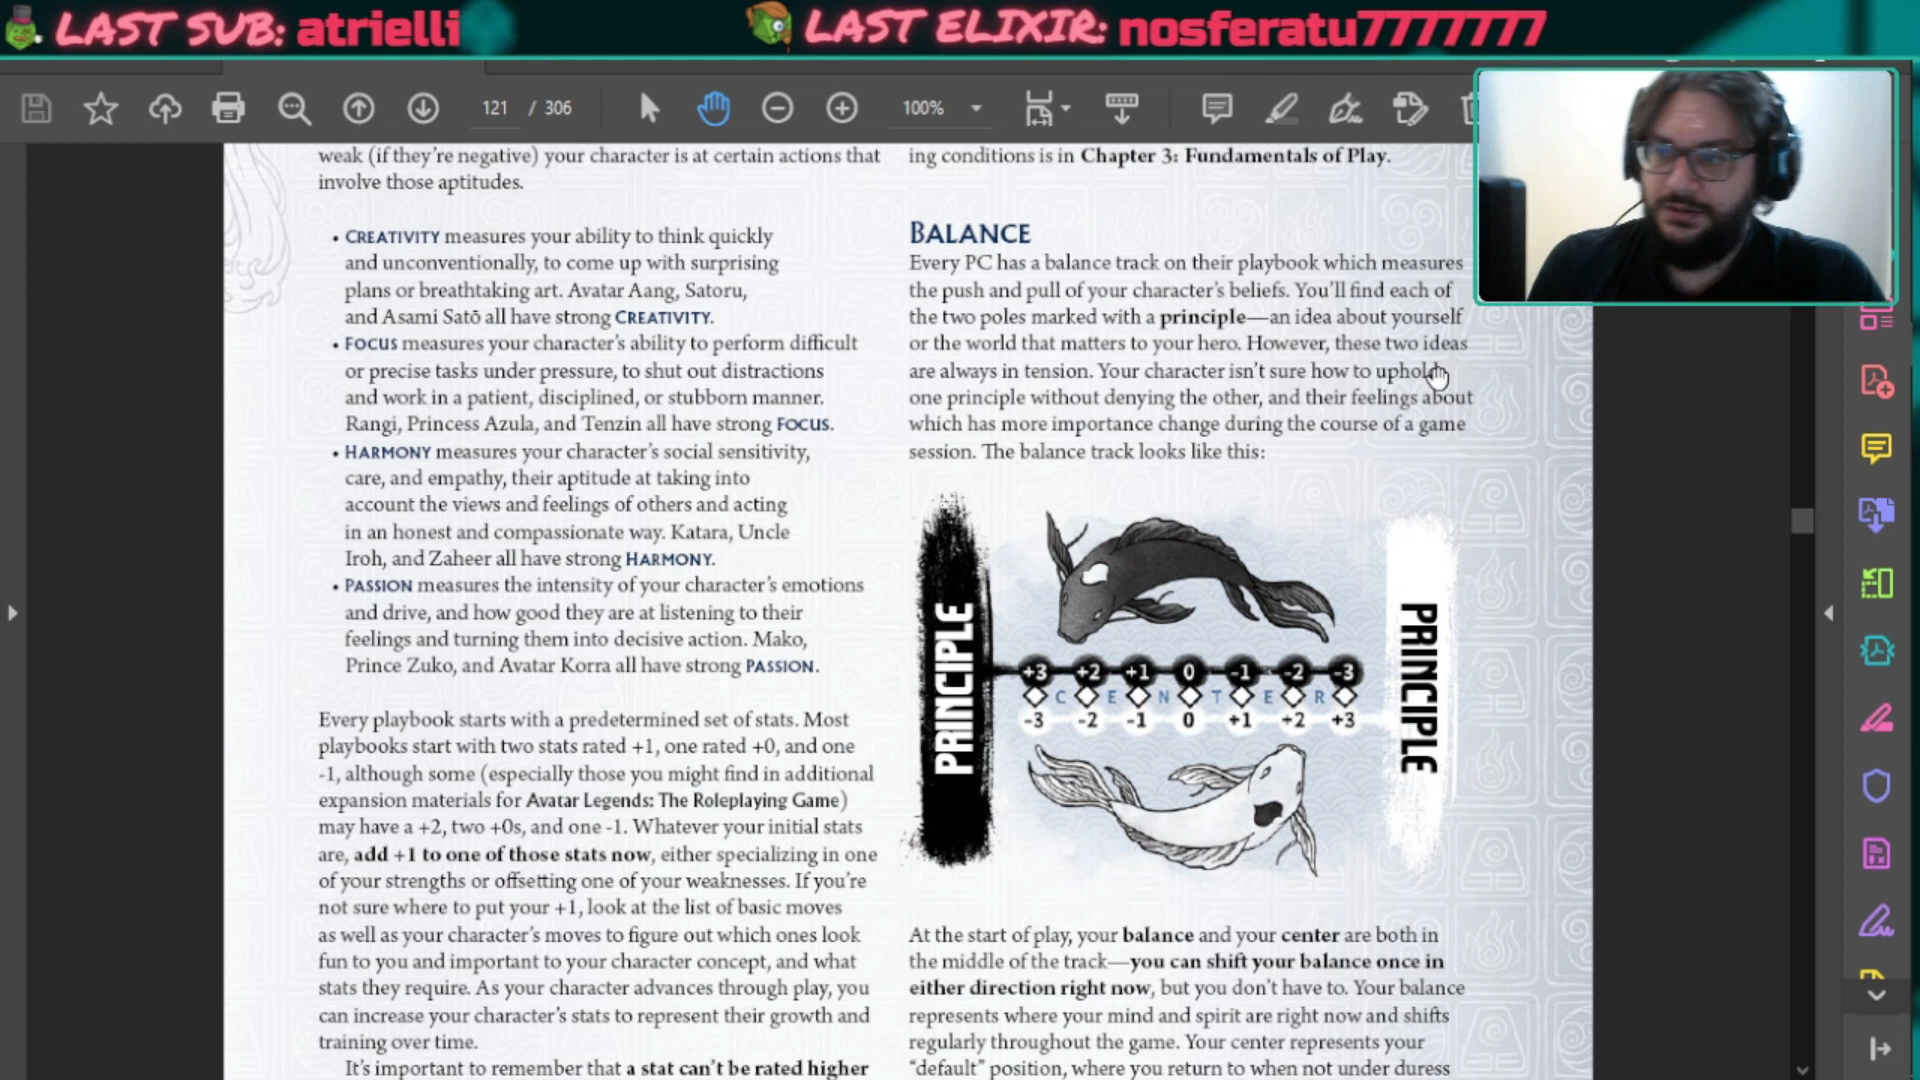 LAST SUB: atrielli
LAST ELIXIR: nosferatu7777777
121 / 306
100%
weak (if they're negative) your character is at certain actions that
involve those aptitudes.
• CREATIVITY measures your ability to think quickly
and unconventionally, to come up with surprising
plans or breathtaking art. Avatar Aang, Satoru,
and Asami Satō all have strong CREATIVITY.
• FOCUS measures your character's ability to perform difficult
or precise tasks under pressure, to shut out distractions
and work in a patient, disciplined, or stubborn manner.
Rangi, Princess Azula, and Tenzin all have strong FOCUS.
• HARMONY measures your character's social sensitivity,
care, and empathy, their aptitude at taking into
account the views and feelings of others and acting
in an honest and compassionate way. Katara, Uncle
Iroh, and Zaheer all have strong HARMONY.
• PASSION measures the intensity of your character's emotions
and drive, and how good they are at listening to their
feelings and turning them into decisive action. Mako,
Prince Zuko, and Avatar Korra all have strong PASSION.
Every playbook starts with a predetermined set of stats. Most
playbooks start with two stats rated +1, one rated +0, and one
-1, although some (especially those you might find in additional
expansion materials for Avatar Legends: The Roleplaying Game)
may have a +2, two +0s, and one -1. Whatever your initial stats
are, add +1 to one of those stats now, either specializing in one
of your strengths or offsetting one of your weaknesses. If you're
not sure where to put your +1, look at the list of basic moves
as well as your character's moves to figure out which ones look
fun to you and important to your character concept, and what
stats they require. As your character advances through play, you
can increase your character's stats to represent their growth and
training over time.
It's important to remember that a stat can't be rated higher
ing conditions is in Chapter 3: Fundamentals of Play.
BALANCE
Every PC has a balance track on their playbook which measures
the push and pull of your character's beliefs. You'll find each of
the two poles marked with a principle—an idea about yourself
or the world that matters to your hero. However, these two ideas
are always in tension. Your character isn't sure how to uphold
one principle without denying the other, and their feelings about
which has more importance change during the course of a game
session. The balance track looks like this:
PRINCIPLE
+3 +2 +1 0 -1 -2 -3
C E N T E R
-3 -2 -1 0 +1 +2 +3
PRINCIPLE
At the start of play, your balance and your center are both in
the middle of the track—you can shift your balance once in
either direction right now, but you don't have to. Your balance
represents where your mind and spirit are right now and shifts
regularly throughout the game. Your center represents your
"default" position, where you return to when not under duress